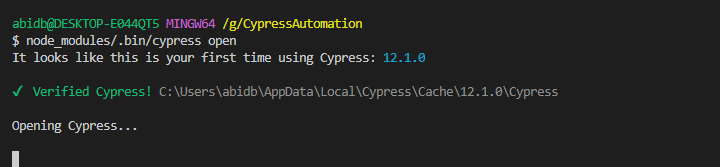 abidb@DESKTOP-E044QT5 MINGW64 /g/CypressAutomation
$ node_modules/.bin/cypress open
It looks like this is your first time using Cypress: 12.1.0
✓ Verified Cypress! C:\Users\abidb\AppData\Local\Cypress\Cache\12.1.0\Cypress
Opening Cypress...